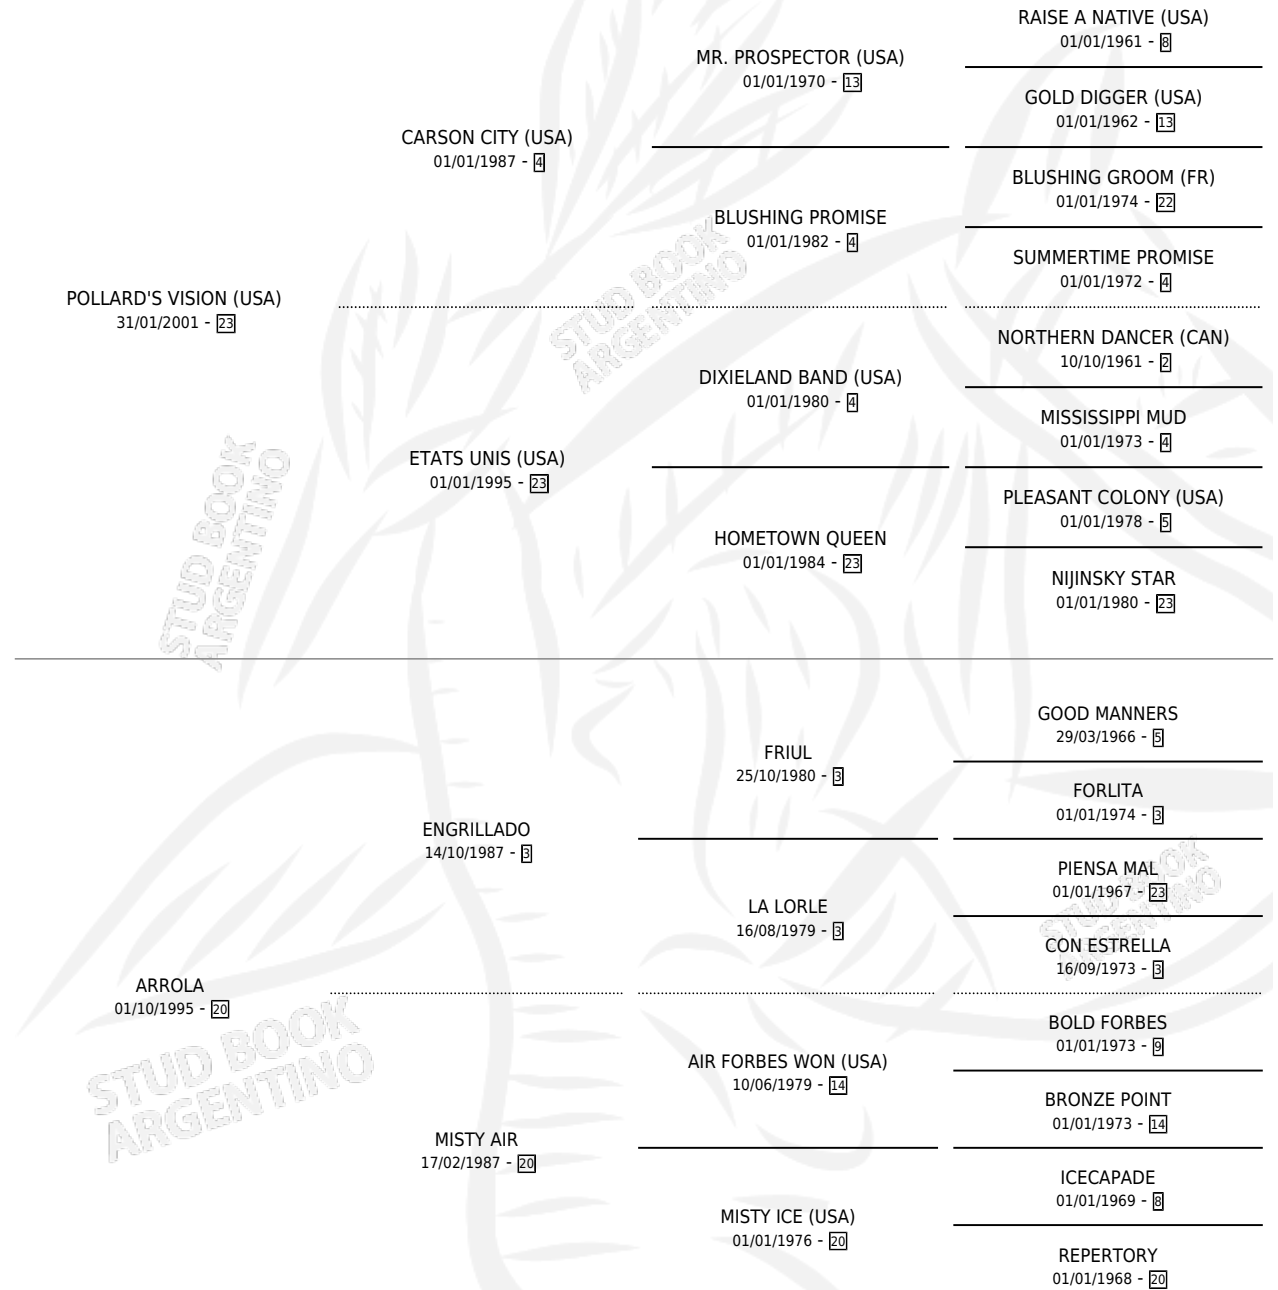 RAISE A NATIVE (USA)
01/01/1961 - 8
MR. PROSPECTOR (USA)
01/01/1970 - 13
GOLD DIGGER (USA)
01/01/1962 - 13
CARSON CITY (USA)
01/01/1987 - 4
BLUSHING GROOM (FR)
01/01/1974 - 22
BLUSHING PROMISE
01/01/1982 - 4
SUMMERTIME PROMISE
01/01/1972 - 4
POLLARD'S VISION (USA)
31/01/2001 - 23
NORTHERN DANCER (CAN)
10/10/1961 - 2
DIXIELAND BAND (USA)
01/01/1980 - 4
MISSISSIPPI MUD
01/01/1973 - 4
ETATS UNIS (USA)
01/01/1995 - 23
PLEASANT COLONY (USA)
01/01/1978 - 5
HOMETOWN QUEEN
01/01/1984 - 23
NIJINSKY STAR
01/01/1980 - 23
GOOD MANNERS
29/03/1966 - 5
FRIUL
25/10/1980 - 3
FORLITA
01/01/1974 - 3
ENGRILLADO
14/10/1987 - 3
PIENSA MAL
01/01/1967 - 23
LA LORLE
16/08/1979 - 3
CON ESTRELLA
16/09/1973 - 3
ARROLA
01/10/1995 - 20
BOLD FORBES
01/01/1973 - 9
AIR FORBES WON (USA)
10/06/1979 - 14
BRONZE POINT
01/01/1973 - 14
MISTY AIR
17/02/1987 - 20
ICECAPADE
01/01/1969 - 8
MISTY ICE (USA)
01/01/1976 - 20
REPERTORY
01/01/1968 - 20
STUD BOOK
ARGENTINO
STUD BOOK
ARGENTINO
STUD BOOK
ARGENTINO
STUD BOOK
ARGENTINO